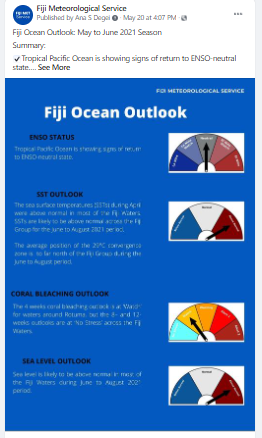 Fiji Meteorological Service
Published by Ana S Degei · May 20 at 4:07 PM ·
Fiji Ocean Outlook: May to June 2021 Season
Summary:
✔Tropical Pacific Ocean is showing signs of return to ENSO-neutral
state.... See More
FIJI METEOROLOGICAL SERVICE
Fiji Ocean Outlook
ENSO STATUS
Tropical Pacific Ocean is showing signs of return
to ENSO-neutral state.
SST OUTLOOK
The sea surface temperatures (SSTs) during April
were above normal in most of the Fiji Waters.
SSTs are likely to be above normal across the Fiji
Group for the June to August 2021 period.
The average position of the convergence
zone is to far north of the Fiji Group during the
June to August period.
CORAL BLEACHING OUTLOOK
The 4 weeks coral bleaching outlook is at 'Watch'
for waters around Rotuma, but the 8- and 12-
weeks outlooks are at 'No Stress' across the Fiji
Waters.
SEA LEVEL OUTLOOK
Sea level is likely to be above normal in most of
the Fiji Waters during June to August 2021
period.